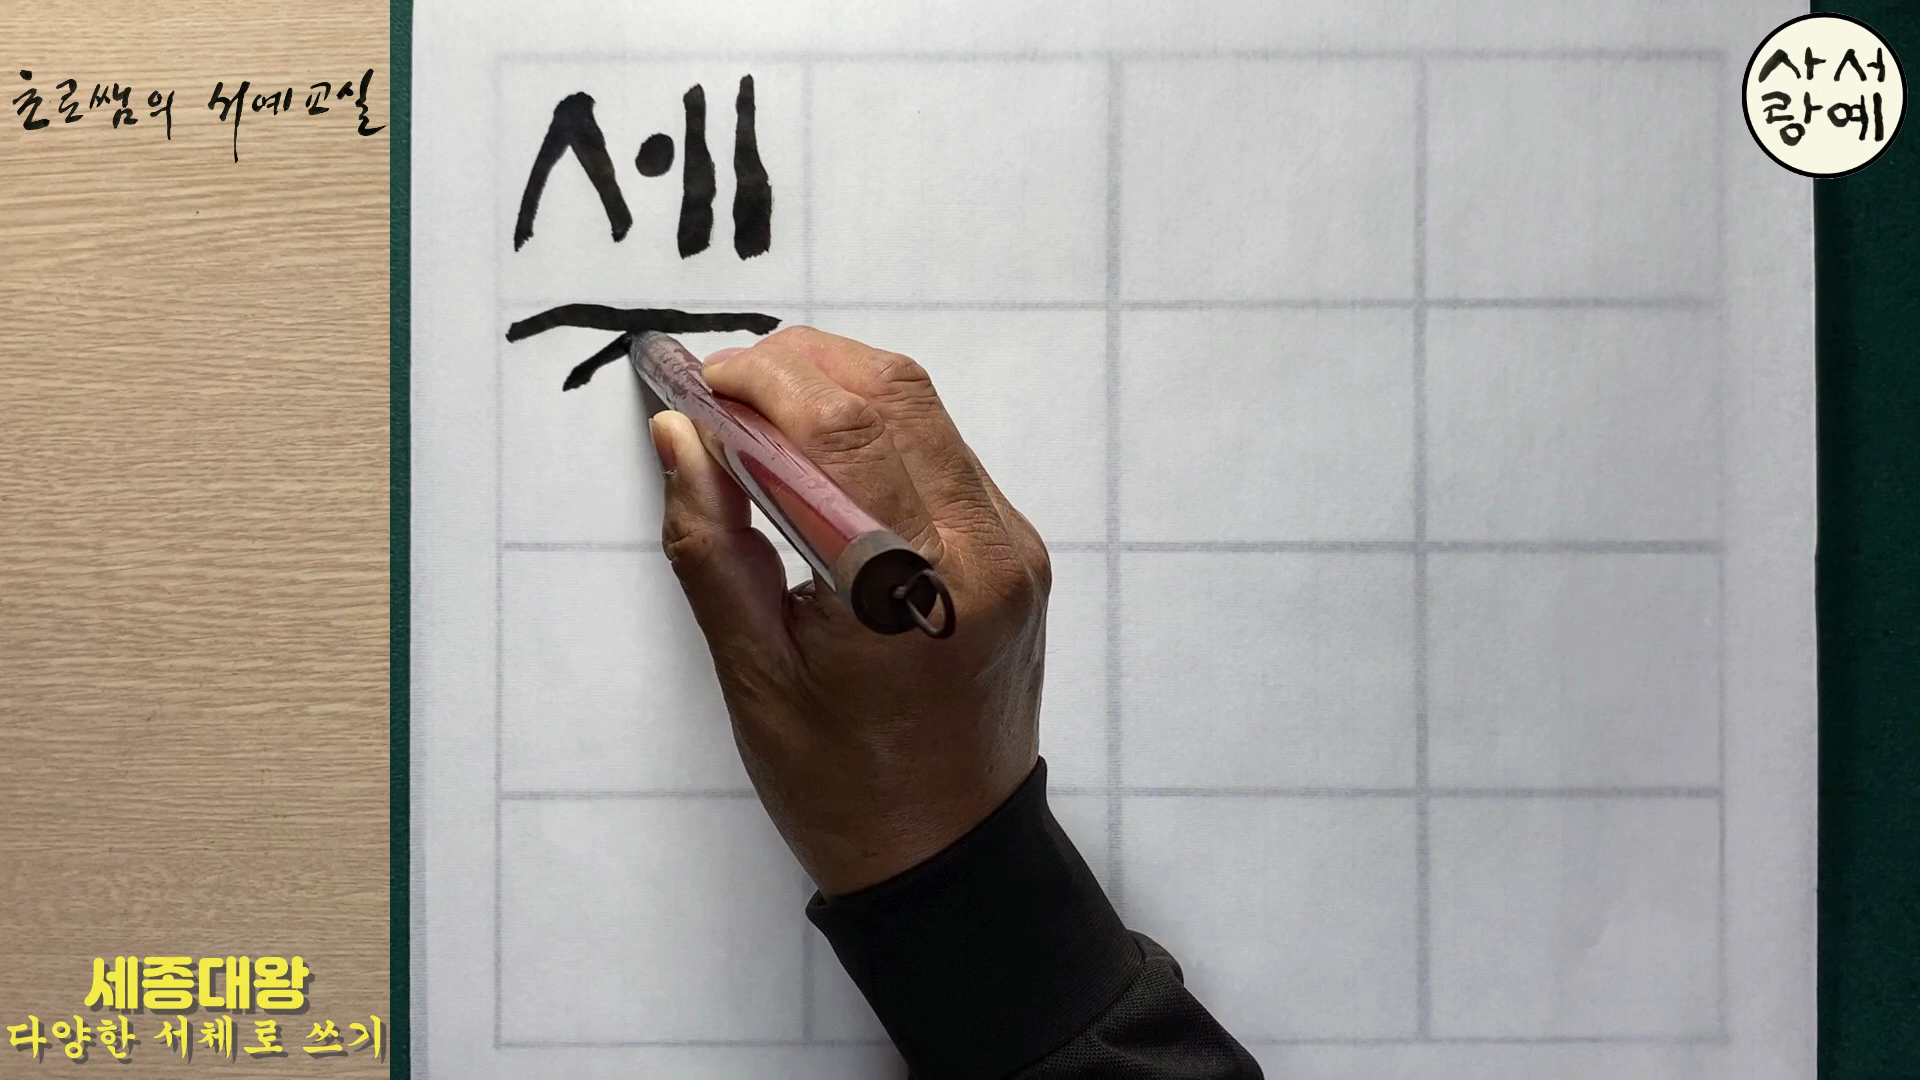 초로쌤의 서예교실
사서
랑예
세
세종대왕
다양한 서체로 쓰기